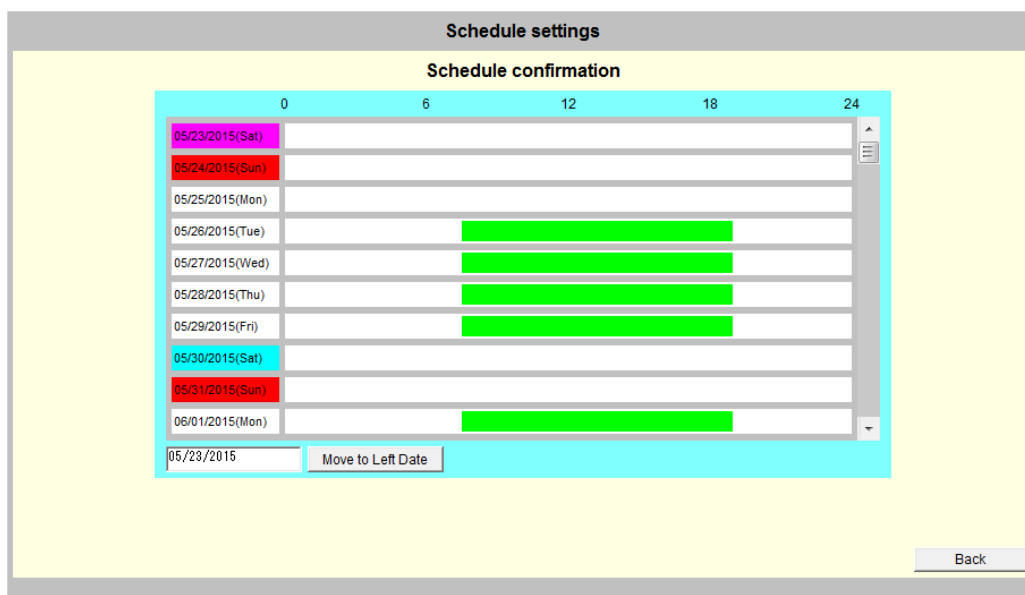 Schedule settings
Schedule confirmation
0 6 12 18 24
05/23/2015(Sat)
05/24/2015(Sun)
05/25/2015(Mon)
05/26/2015(Tue)
05/27/2015(Wed)
05/28/2015(Thu)
05/29/2015(Fri)
05/30/2015(Sat)
05/31/2015(Sun)
06/01/2015(Mon)
05/23/2015 Move to Left Date
Back